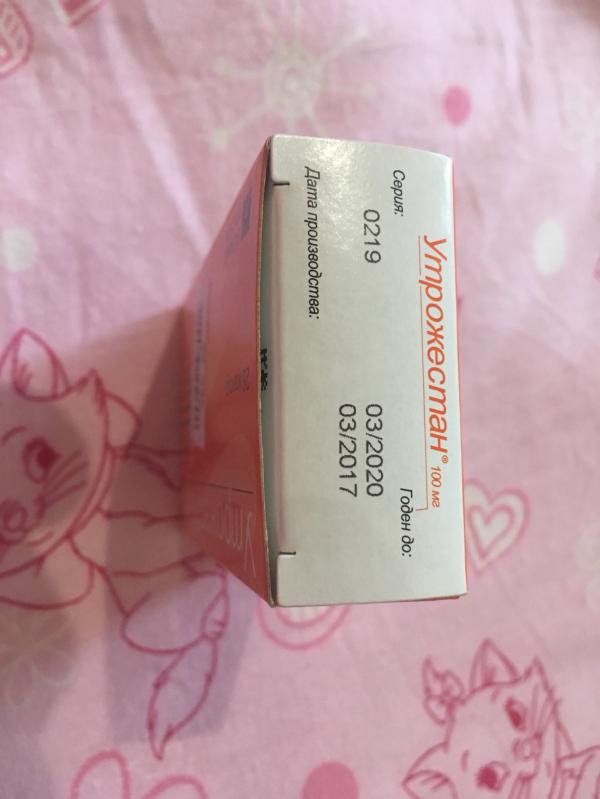 Утрожестан® 100 мг
Серия: Годен до:
0219 03/2020
03/2017
Дата производства: